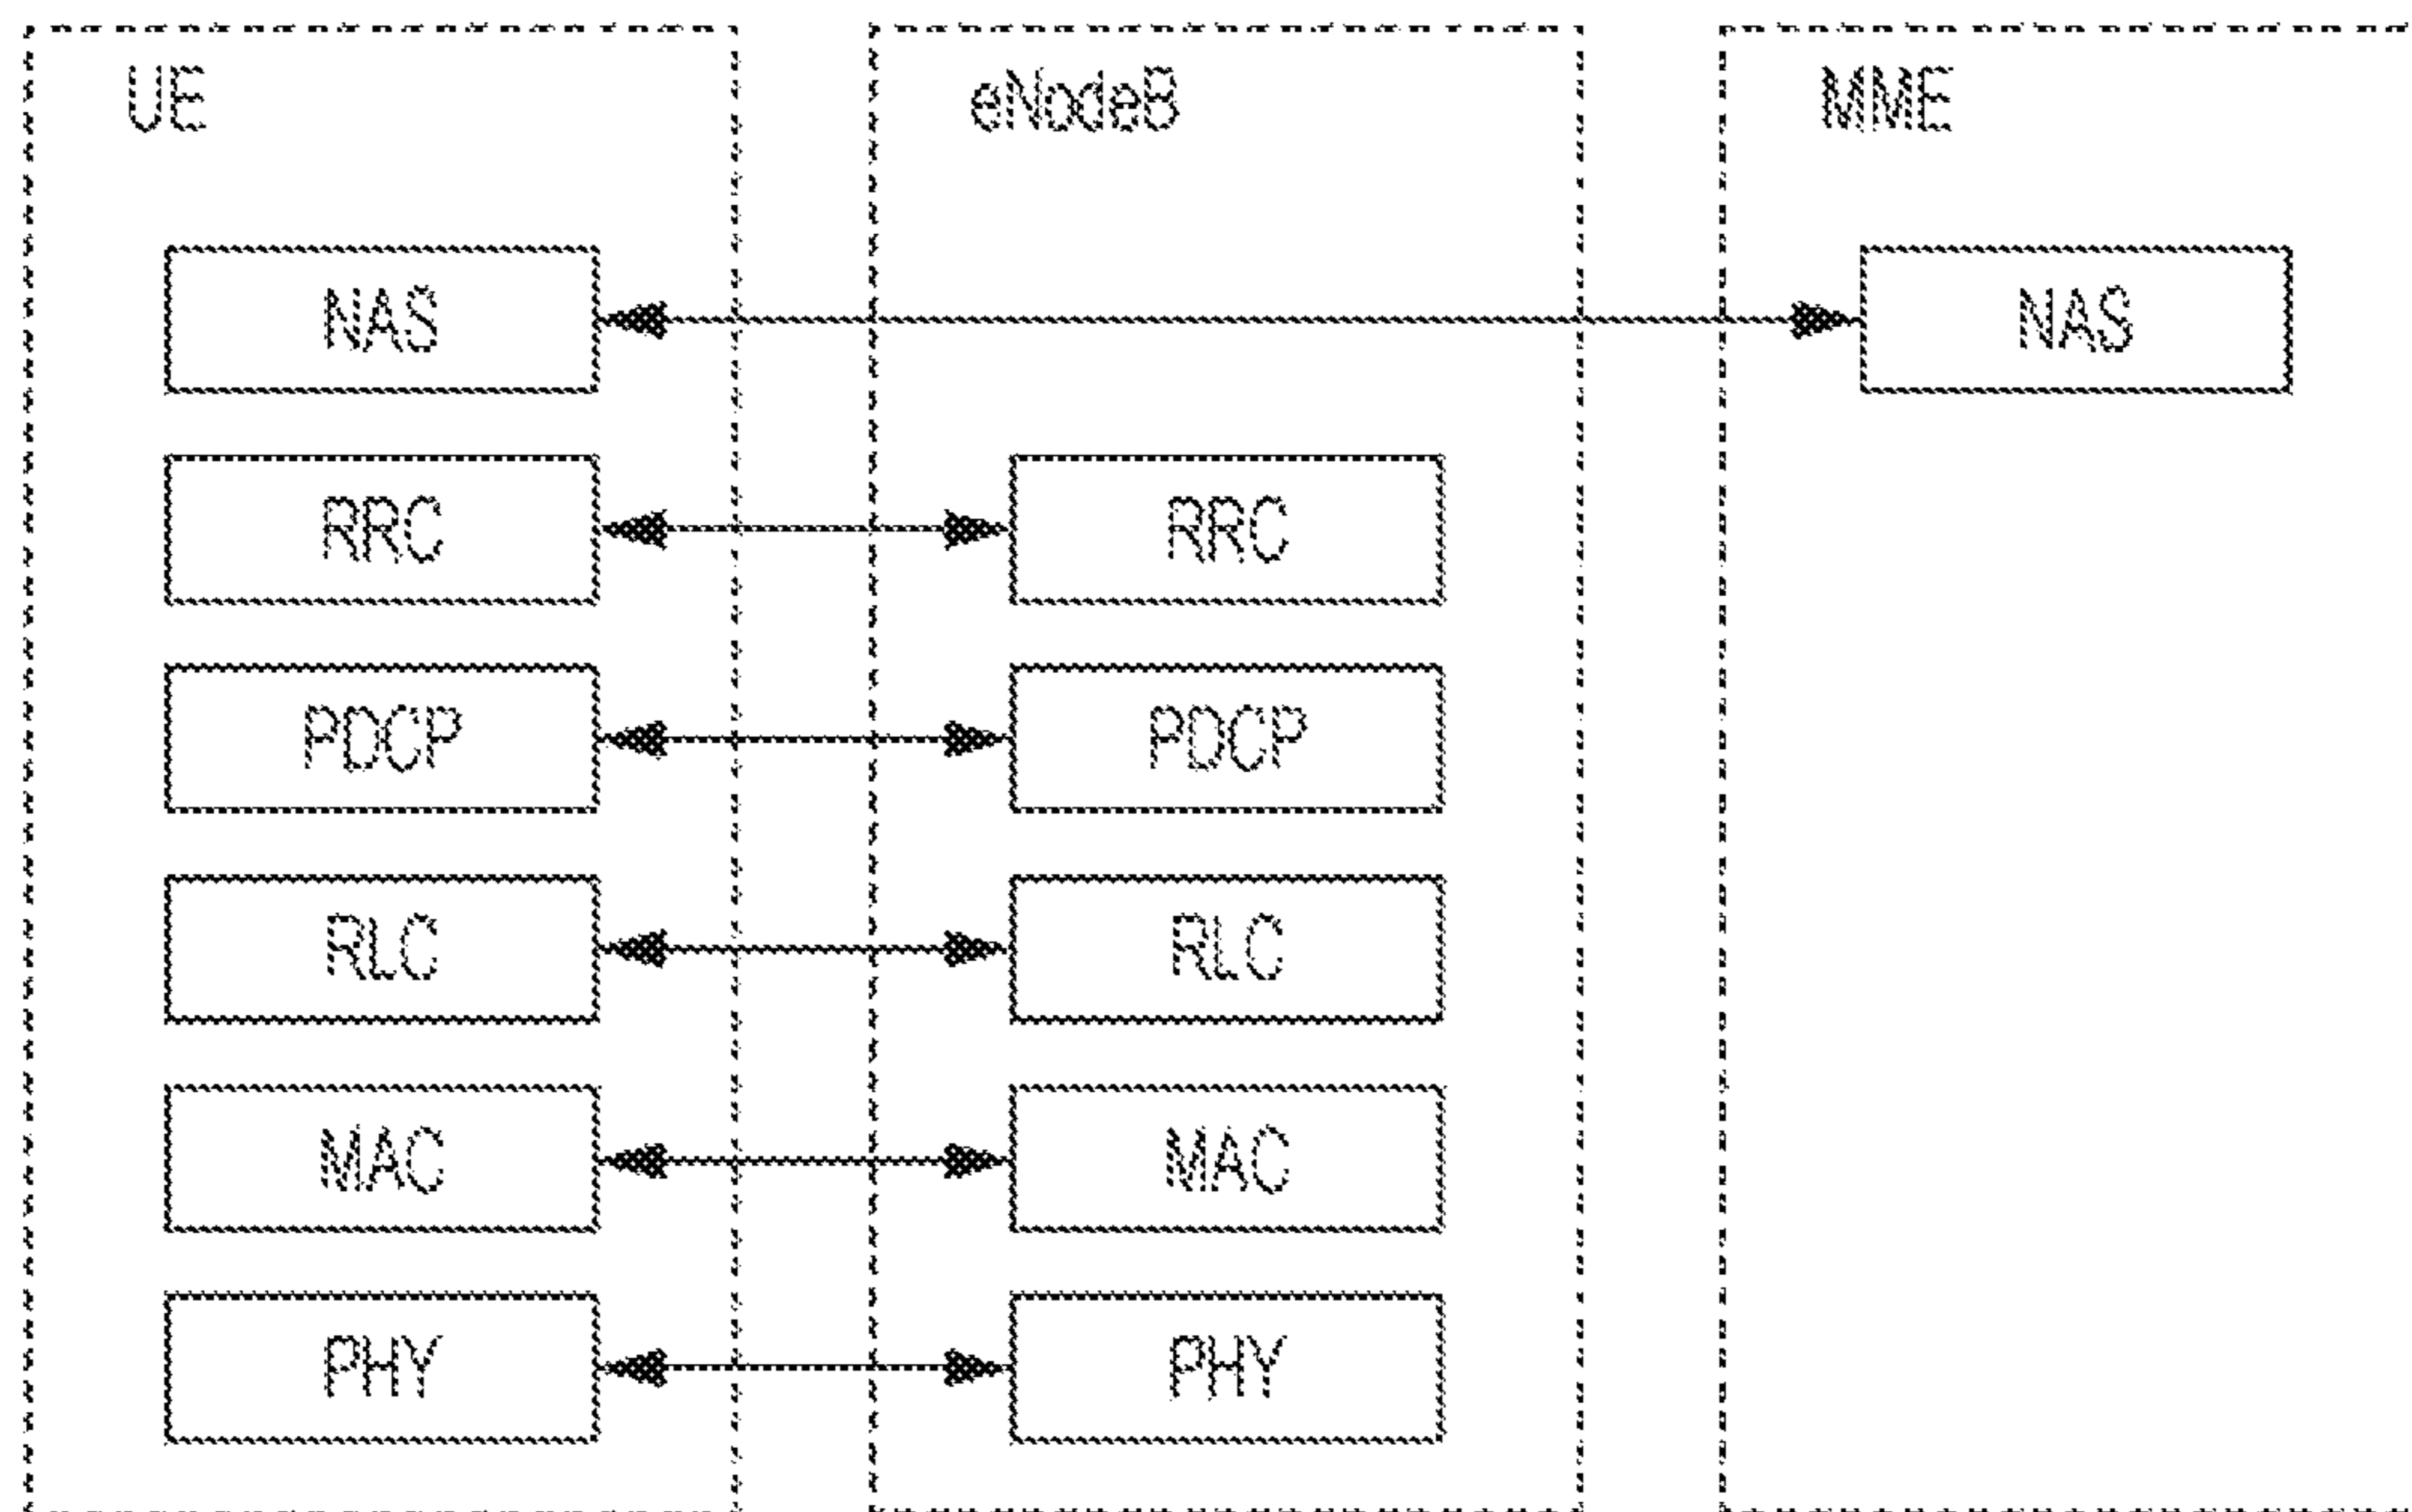 UE eNodeB MME
NAS NAS
RRC RRC
PDCP PDCP
RLC RLC
MAC MAC
PHY PHY